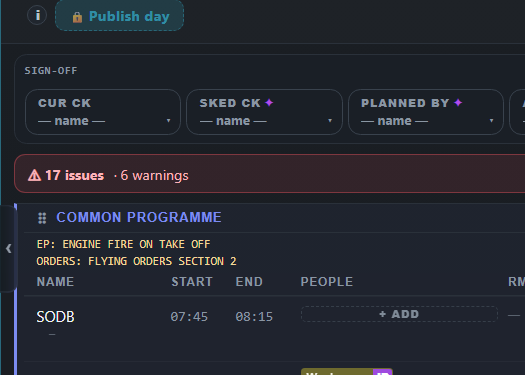 i
Publish day
SIGN-OFF
CUR CK
— name —
SKED CK
— name —
PLANNED BY
— name —
17 issues · 6 warnings
COMMON PROGRAMME
EP: ENGINE FIRE ON TAKE OFF
ORDERS: FLYING ORDERS SECTION 2
NAME START END PEOPLE RM
SODB 07:45 08:15 + ADD —
—